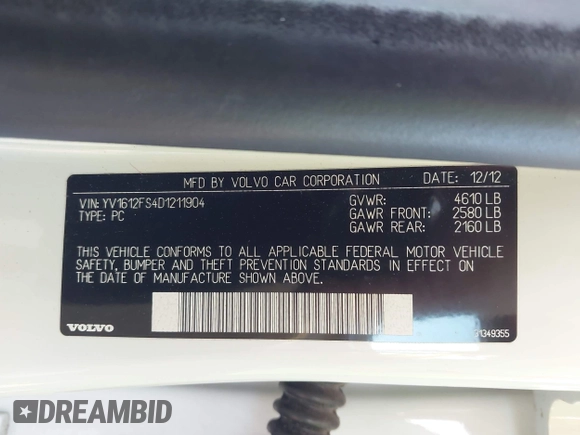 MFD BY VOLVO CAR CORPORATION DATE: 12/12
VIN: YV1612FS4D1211904 GVWR: 4610 LB
TYPE: PC GAWR FRONT: 2580 LB
GAWR REAR: 2160 LB
THIS VEHICLE CONFORMS TO ALL APPLICABLE FEDERAL MOTOR VEHICLE
SAFETY, BUMPER AND THEFT PREVENTION STANDARDS IN EFFECT ON
THE DATE OF MANUFACTURE SHOWN ABOVE.
VOLVO
DREAMBID